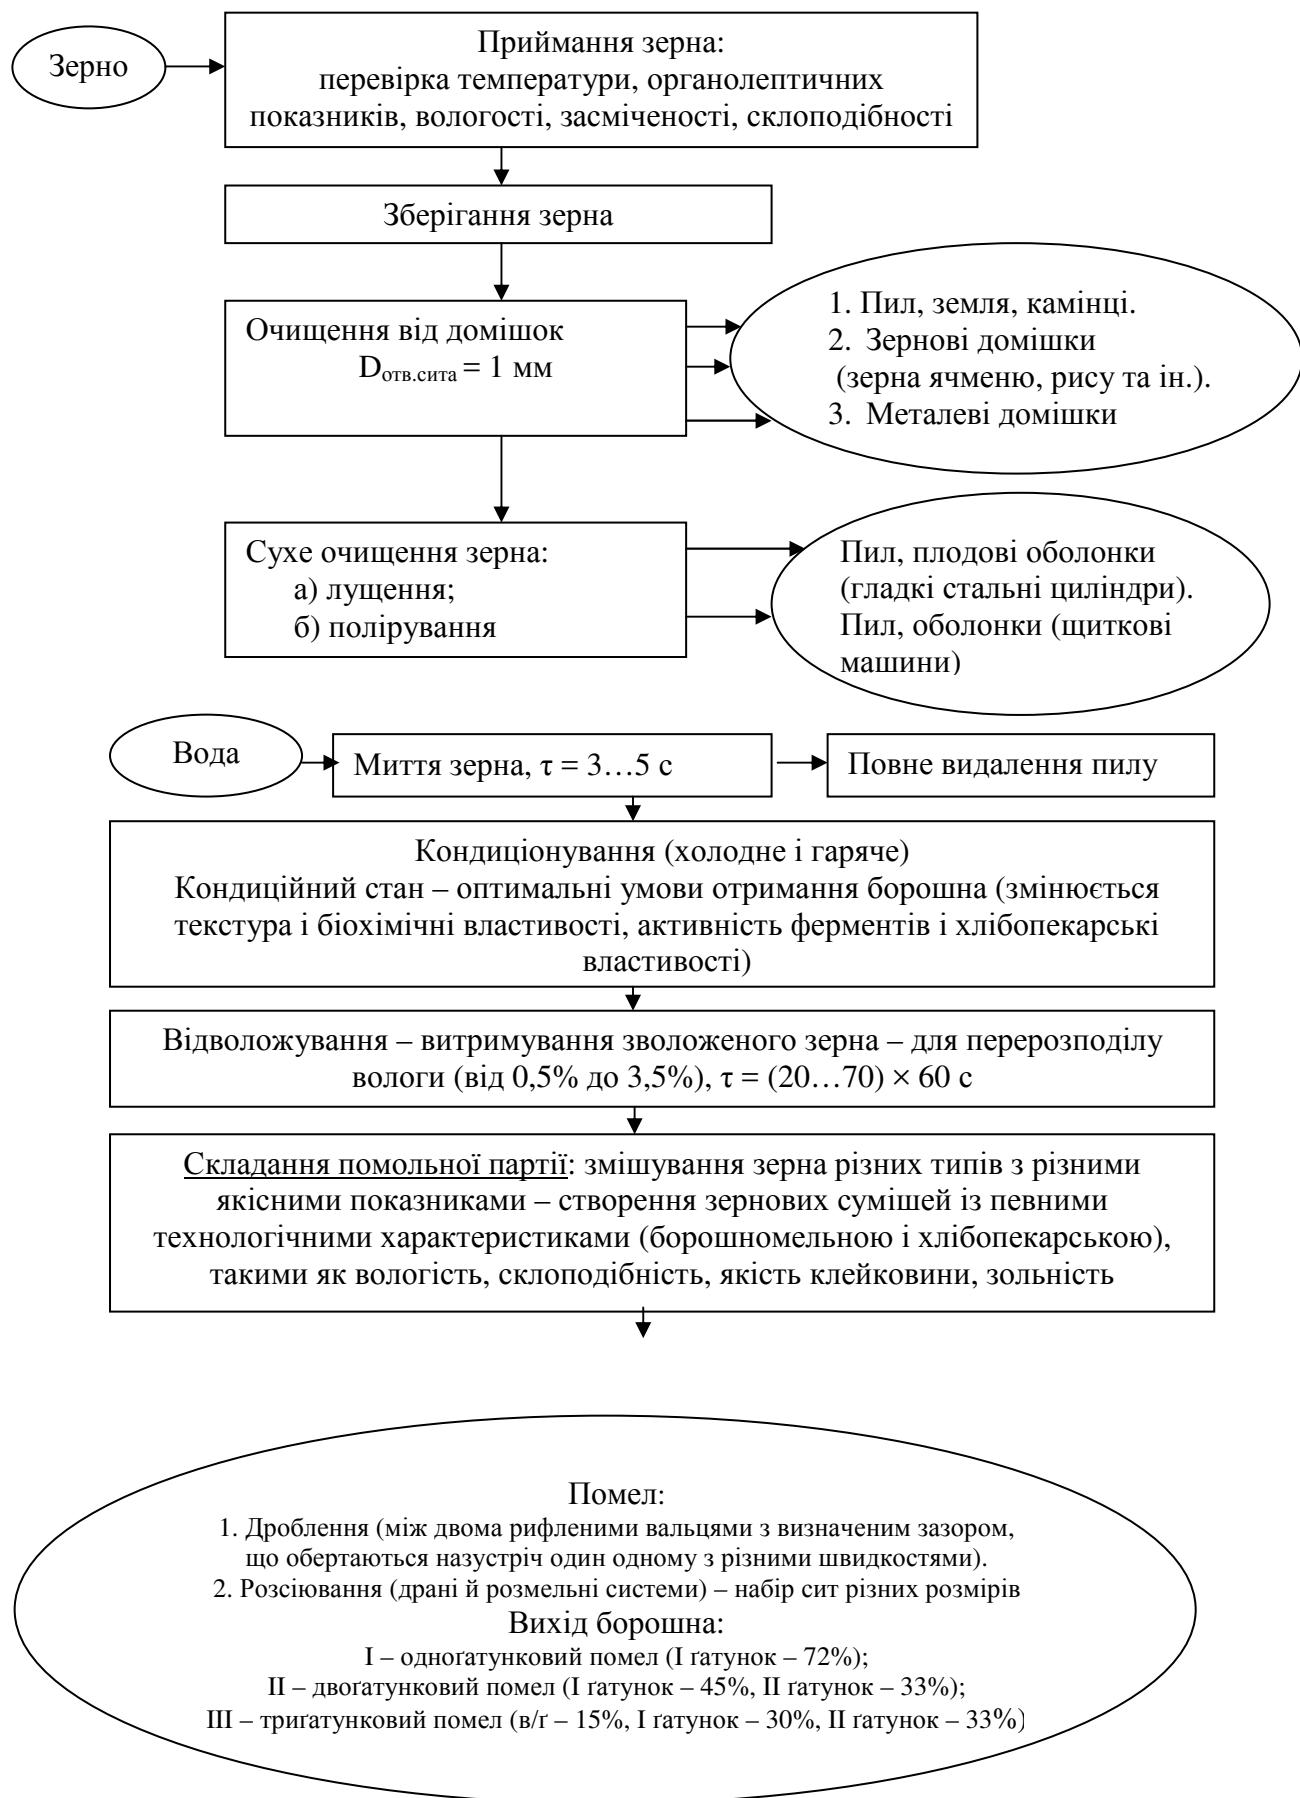 Зерно
Приймання зерна:
перевірка температури, органолептичних
показників, вологості, засміченості, склоподібності
Зберігання зерна
Очищення від домішок
Dотв.сита = 1 мм
1. Пил, земля, камінці.
2. Зернові домішки
(зерна ячменю, рису та ін.).
3. Металеві домішки
Сухе очищення зерна:
а) лущення;
б) полірування
Пил, плодові оболонки
(гладкі стальні циліндри).
Пил, оболонки (щиткові
машини)
Вода
Миття зерна, τ = 3…5 с
Повне видалення пилу
Кондиціонування (холодне і гаряче)
Кондиційний стан – оптимальні умови отримання борошна (змінюється
текстура і біохімічні властивості, активність ферментів і хлібопекарські
властивості)
Відволожування – витримування зволоженого зерна – для перерозподілу
вологи (від 0,5% до 3,5%), τ = (20…70) × 60 с
Складання помольної партії: змішування зерна різних типів з різними
якісними показниками – створення зернових сумішей із певними
технологічними характеристиками (борошномельною і хлібопекарською),
такими як вологість, склоподібність, якість клейковини, зольність
Помел:
1. Дроблення (між двома рифленими вальцями з визначеним зазором,
що обертаються назустріч один одному з різними швидкостями).
2. Розсіювання (драні й розмельні системи) – набір сит різних розмірів
Вихід борошна:
I – одноґатунковий помел (I ґатунок – 72%);
II – двоґатунковий помел (I ґатунок – 45%, II ґатунок – 33%);
III – триґатунковий помел (в/ґ – 15%, I ґатунок – 30%, II ґатунок – 33%)